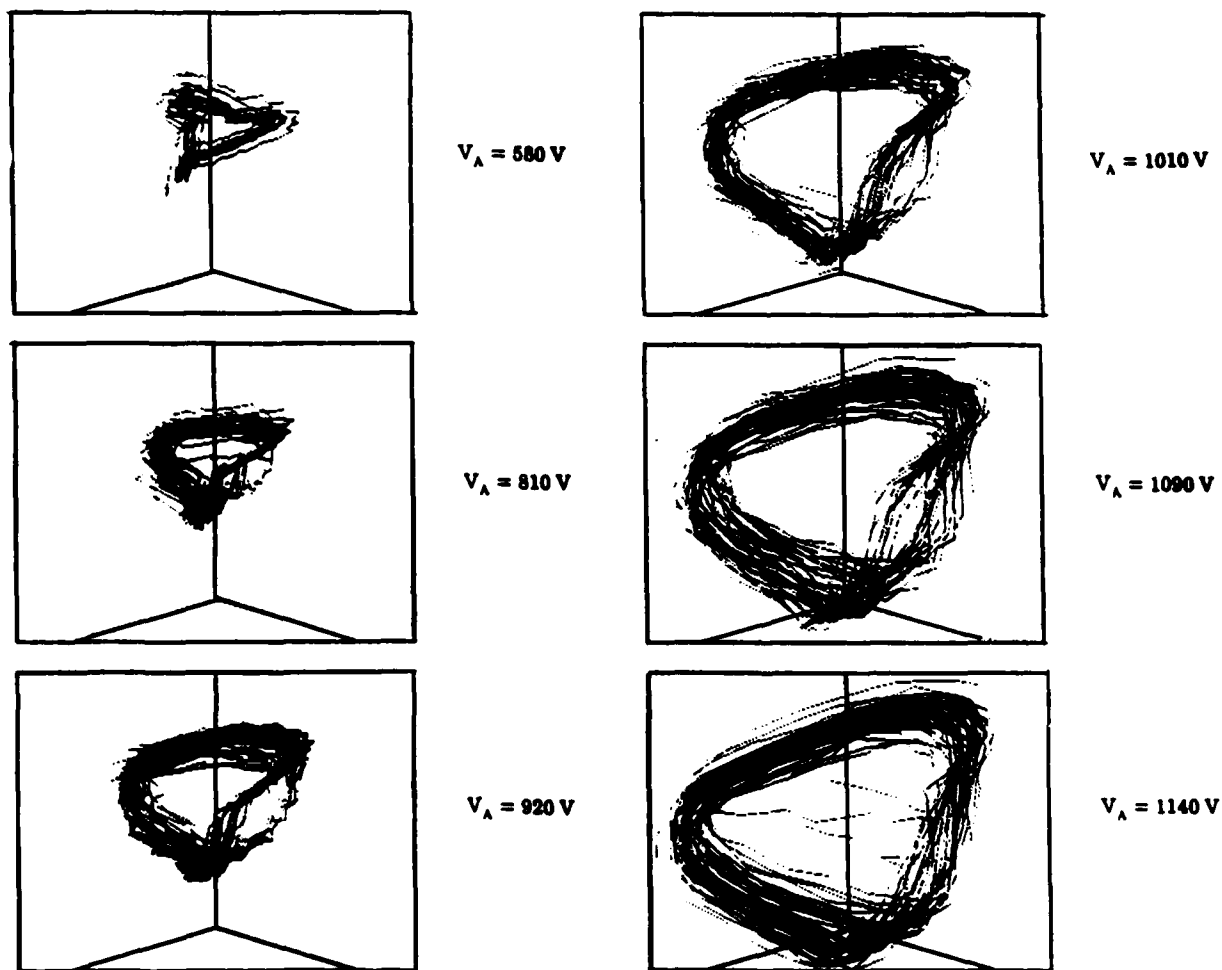 V_A = 580 V
V_A = 810 V
V_A = 920 V
V_A = 1010 V
V_A = 1090 V
V_A = 1140 V